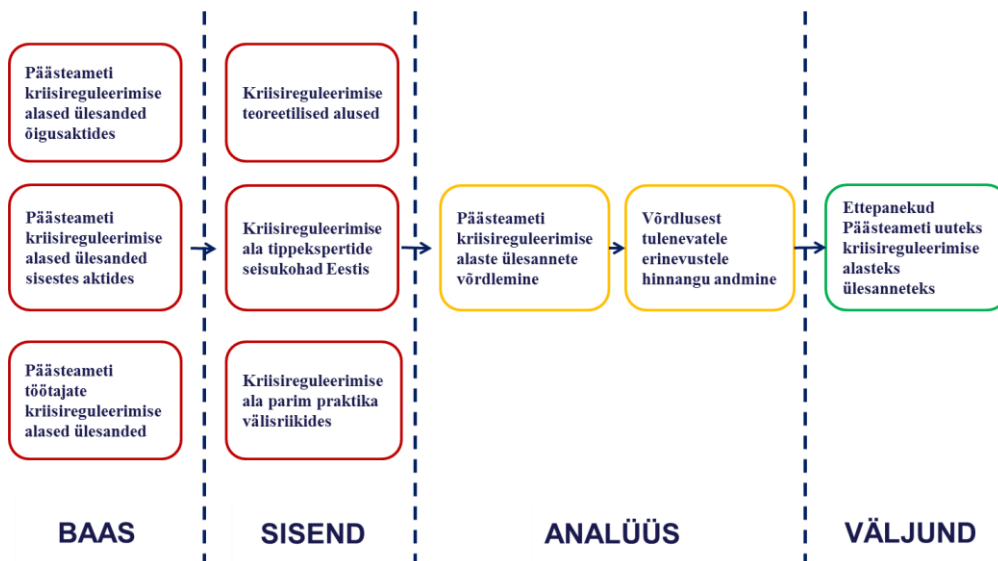 Päästeameti
kriisireguleerimise
alased ülesanded
õigusaktides
Päästeameti
kriisireguleerimise
alased ülesanded
sisestes aktides
Päästeameti
töötajate
kriisireguleerimise
alased ülesanded
BAAS
Kriisireguleerimise
teoreetilised alused
Kriisireguleerimise
ala tippekspertide
seisukohad Eestis
Kriisireguleerimise
ala parim praktika
välisriikides
SISEND
Päästeameti
kriisireguleerimise
alaste ülesannete
võrdlemine
Võrdlusest
tulenevatele
erinevustele
hinnangu andmine
ANALÜÜS
Ettepanekud
Päästeameti uuteks
kriisireguleerimise
alasteks
ülesanneteks
VÄLJUND